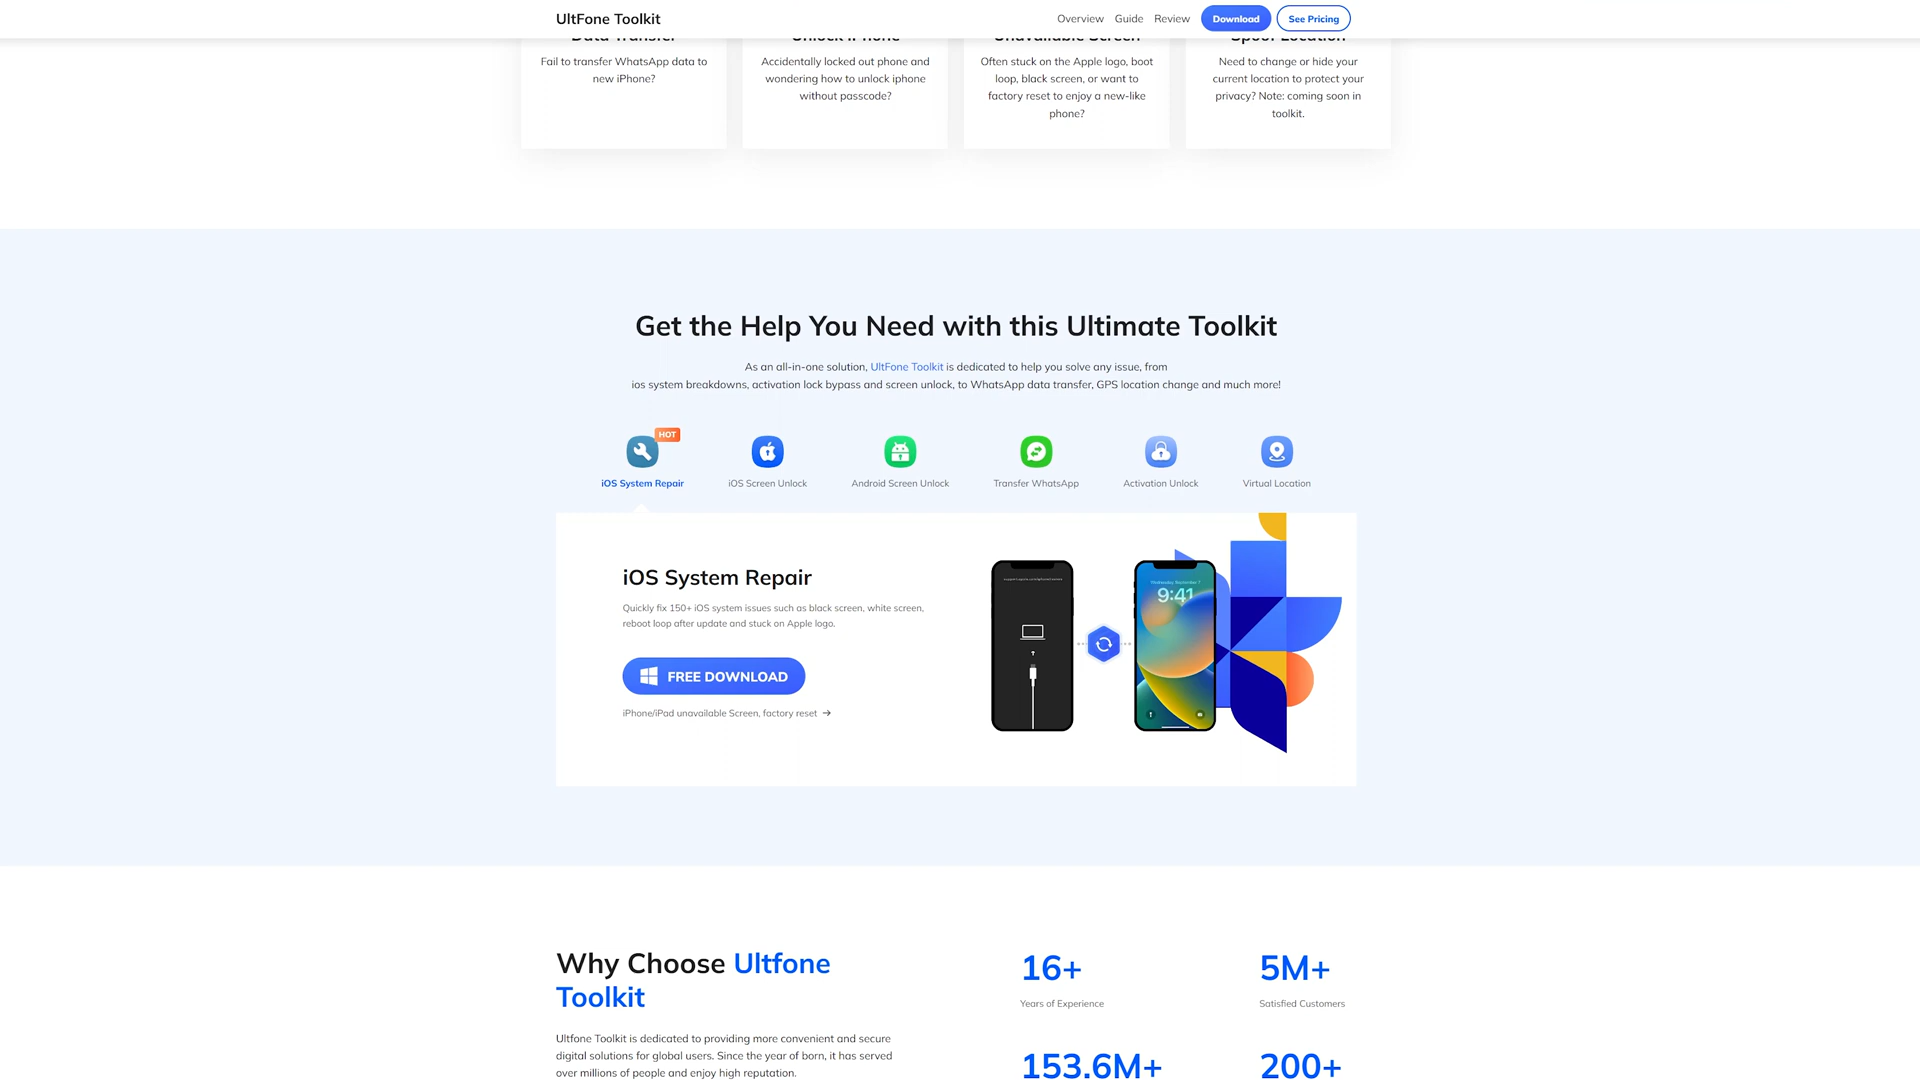 UltFone Toolkit
Overview
Guide
Review
Download
See Pricing
Data Transfer
Unlock iPhone
Unavailable Screen
Spoof Location
Fail to transfer WhatsApp data to
new iPhone?
Accidentally locked out phone and
wondering how to unlock iphone
without passcode?
Often stuck on the Apple logo, boot
loop, black screen, or want to
factory reset to enjoy a new-like
phone?
Need to change or hide your
current location to protect your
privacy? Note: coming soon in
toolkit.
Get the Help You Need with this Ultimate Toolkit
As an all-in-one solution, UltFone Toolkit is dedicated to help you solve any issue, from
ios system breakdowns, activation lock bypass and screen unlock, to WhatsApp data transfer, GPS location change and much more!
HOT
iOS System Repair
iOS Screen Unlock
Android Screen Unlock
Transfer WhatsApp
Activation Unlock
Virtual Location
iOS System Repair
Quickly fix 150+ iOS system issues such as black screen, white screen,
reboot loop after update and stuck on Apple logo.
FREE DOWNLOAD
iPhone/iPad unavailable Screen, factory reset →
9:41
Why Choose Ultfone
Toolkit
Ultfone Toolkit is dedicated to providing more convenient and secure
digital solutions for global users. Since the year of born, it has served
over millions of people and enjoy high reputation.
16+
Years of Experience
5M+
Satisfied Customers
153.6M+
200+